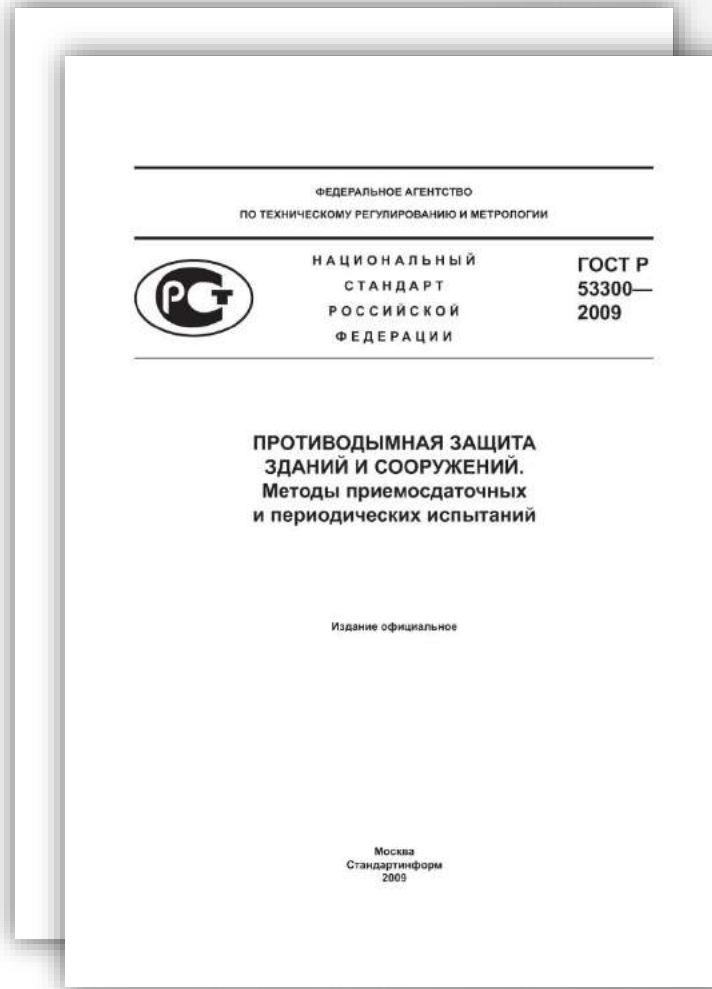 ФЕДЕРАЛЬНОЕ АГЕНТСТВО
ПО ТЕХНИЧЕСКОМУ РЕГУЛИРОВАНИЮ И МЕТРОЛОГИИ
РСТ
НАЦИОНАЛЬНЫЙ
СТАНДАРТ
РОССИЙСКОЙ
ФЕДЕРАЦИИ
ГОСТ Р
53300—
2009
ПРОТИВОДЫМНАЯ ЗАЩИТА
ЗДАНИЙ И СООРУЖЕНИЙ.
Методы приемосдаточных
и периодических испытаний
Издание официальное
Москва
Стандартинформ
2009